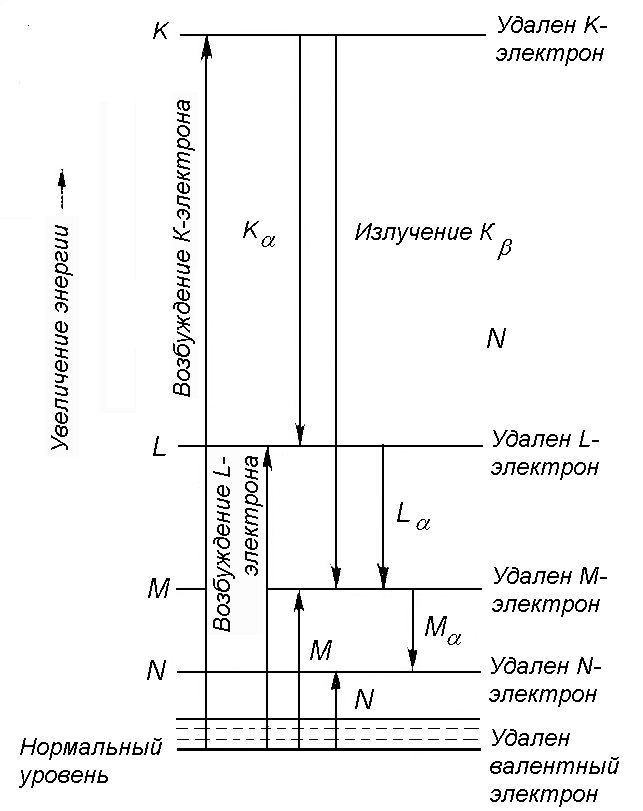 K
Удален K-
электрон
Увеличение энергии
Возбуждение K-электрона
Kα
Излучение Kβ
N
L
Удален L-
электрон
Возбуждение L-
электрона
Lα
M
Удален M-
электрон
M
Mα
N
Удален N-
электрон
N
Нормальный
уровень
Удален
валентный
электрон